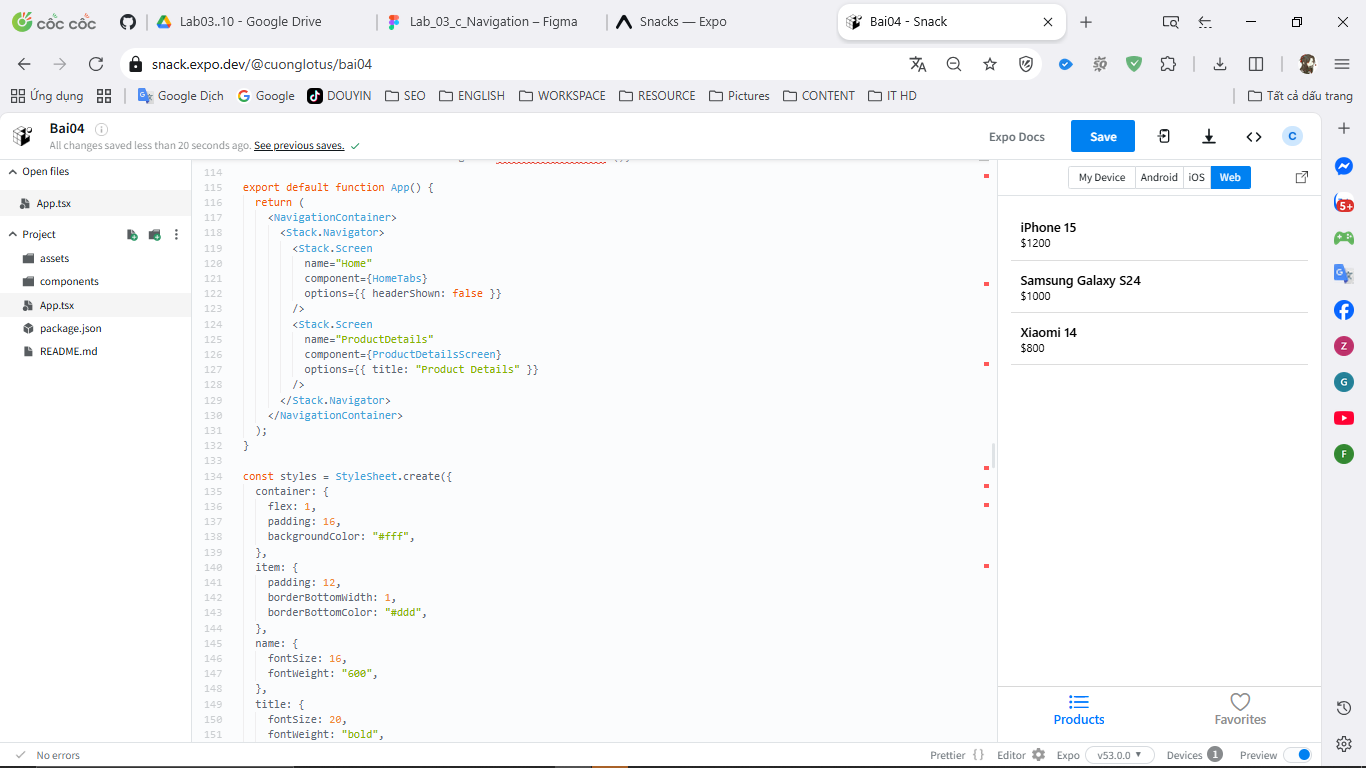 cốc cốc
Lab03..10 - Google Drive
Lab_03_c_Navigation – Figma
Snacks — Expo
Bai04 - Snack
snack.expo.dev/@cuonglotus/bai04
Ứng dụng
Google Dịch
Google
DOUYIN
SEO
ENGLISH
WORKSPACE
RESOURCE
Pictures
CONTENT
IT HD
Tất cả dấu trang
Bai04
All changes saved less than 20 seconds ago. See previous saves.
Expo Docs
Save
C
Open files
App.tsx
Project
assets
components
App.tsx
package.json
README.md
114
115 export default function App() {
116 return (
117 <NavigationContainer>
118 <Stack.Navigator>
119 <Stack.Screen
120 name="Home"
121 component={HomeTabs}
122 options={{ headerShown: false }}
123 />
124 <Stack.Screen
125 name="ProductDetails"
126 component={ProductDetailsScreen}
127 options={{ title: "Product Details" }}
128 />
129 </Stack.Navigator>
130 </NavigationContainer>
131 );
132 }
133
134 const styles = StyleSheet.create({
135 container: {
136 flex: 1,
137 padding: 16,
138 backgroundColor: "#fff",
139 },
140 item: {
141 padding: 12,
142 borderBottomWidth: 1,
143 borderBottomColor: "#ddd",
144 },
145 name: {
146 fontSize: 16,
147 fontWeight: "600",
148 },
149 title: {
150 fontSize: 20,
151 fontWeight: "bold",
My Device
Android
iOS
Web
iPhone 15
$1200
Samsung Galaxy S24
$1000
Xiaomi 14
$800
Products
Favorites
5+
Z
G
F
No errors
Prettier { }
Editor
Expo
v53.0.0
Devices 1
Preview